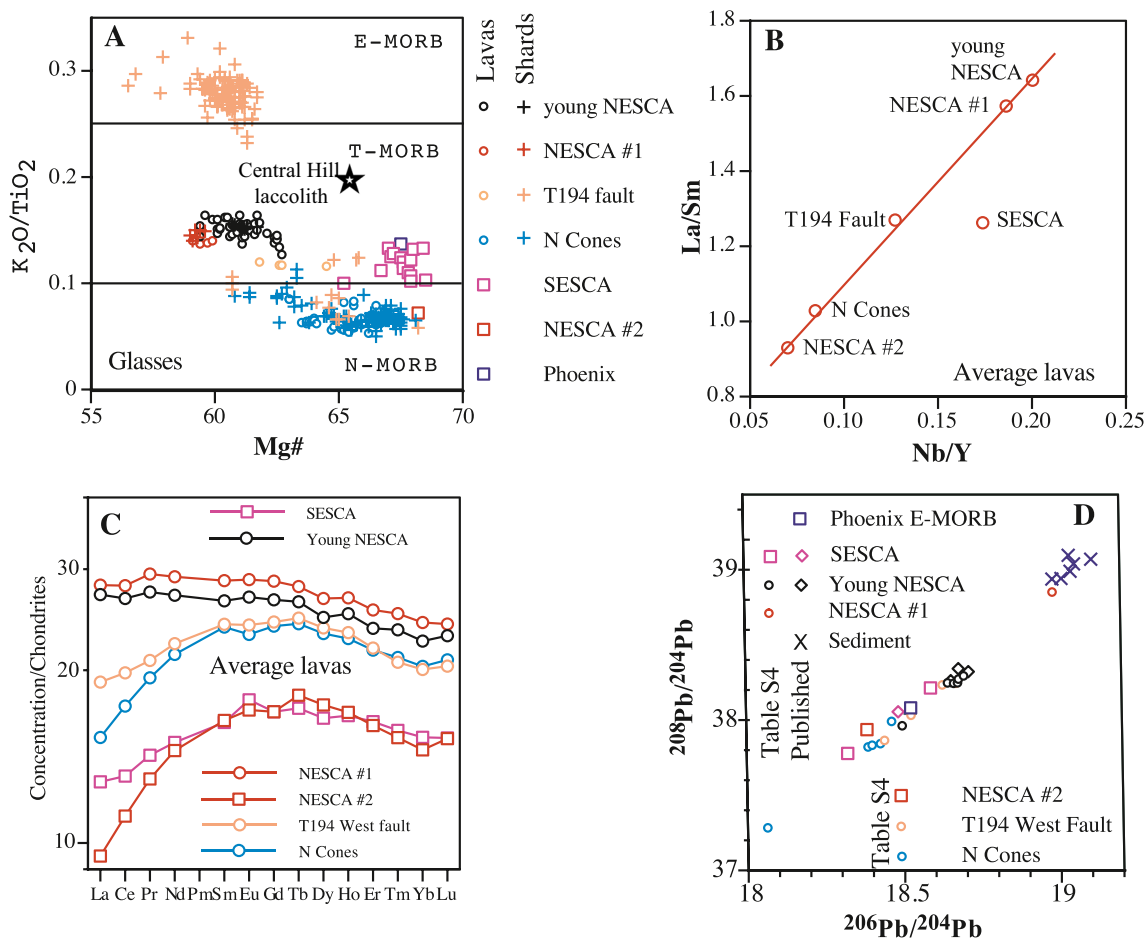 A
E-MORB
T-MORB
Central Hill
laccolith
N-MORB
Glasses
K2O/TiO2
0.3
0.2
0.1
0
55
60
65
70
Mg#
Lavas
Shards
young NESCA
NESCA #1
T194 fault
N Cones
SESCA
NESCA #2
Phoenix
B
young
NESCA
NESCA #1
T194 Fault
SESCA
N Cones
NESCA #2
Average lavas
La/Sm
1.8
1.6
1.4
1.2
1.0
0.8
0.05
0.10
0.15
0.20
0.25
Nb/Y
C
SESCA
Young NESCA
Average lavas
NESCA #1
NESCA #2
T194 West fault
N Cones
Concentration/Chondrites
30
20
10
La Ce Pr Nd Pm Sm Eu Gd Tb Dy Ho Er Tm Yb Lu
D
Phoenix E-MORB
SESCA
Young NESCA
NESCA #1
Sediment
Table S4
Published
Table S4
NESCA #2
T194 West Fault
N Cones
208Pb/204Pb
39
38
37
18
18.5
19
206Pb/204Pb